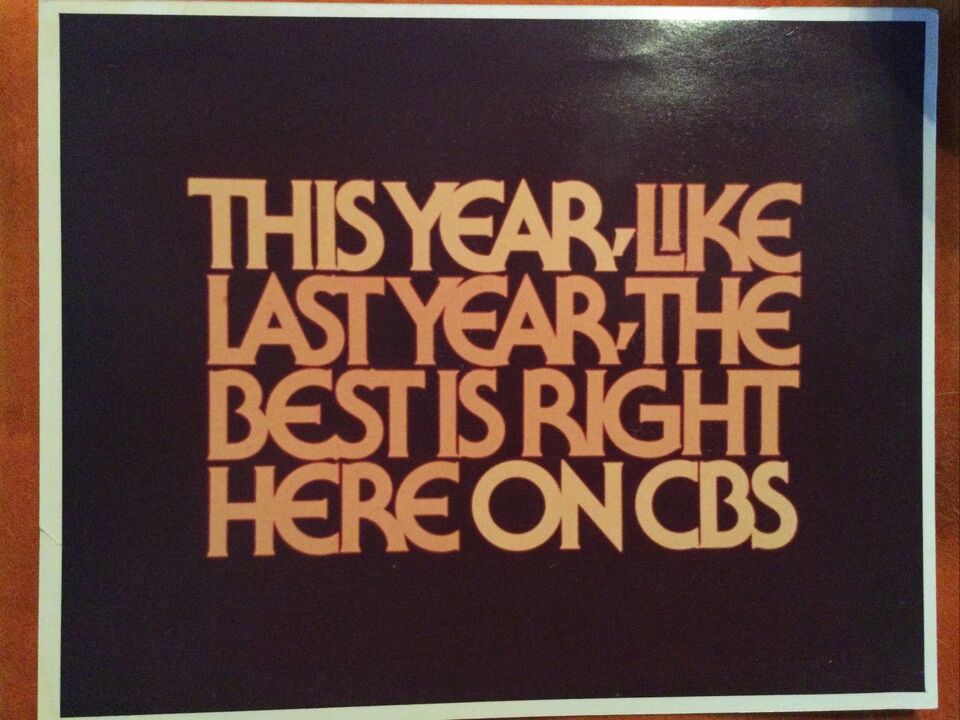 THIS YEAR, LIKE
LAST YEAR, THE
BEST IS RIGHT
HERE ON CBS